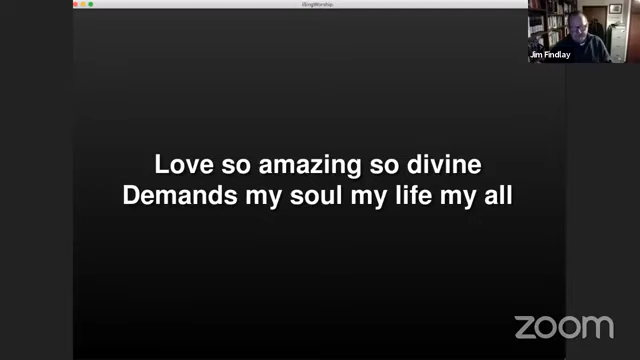 iSingWorship
Jim Findlay
Love so amazing so divine
Demands my soul my life my all
zoom